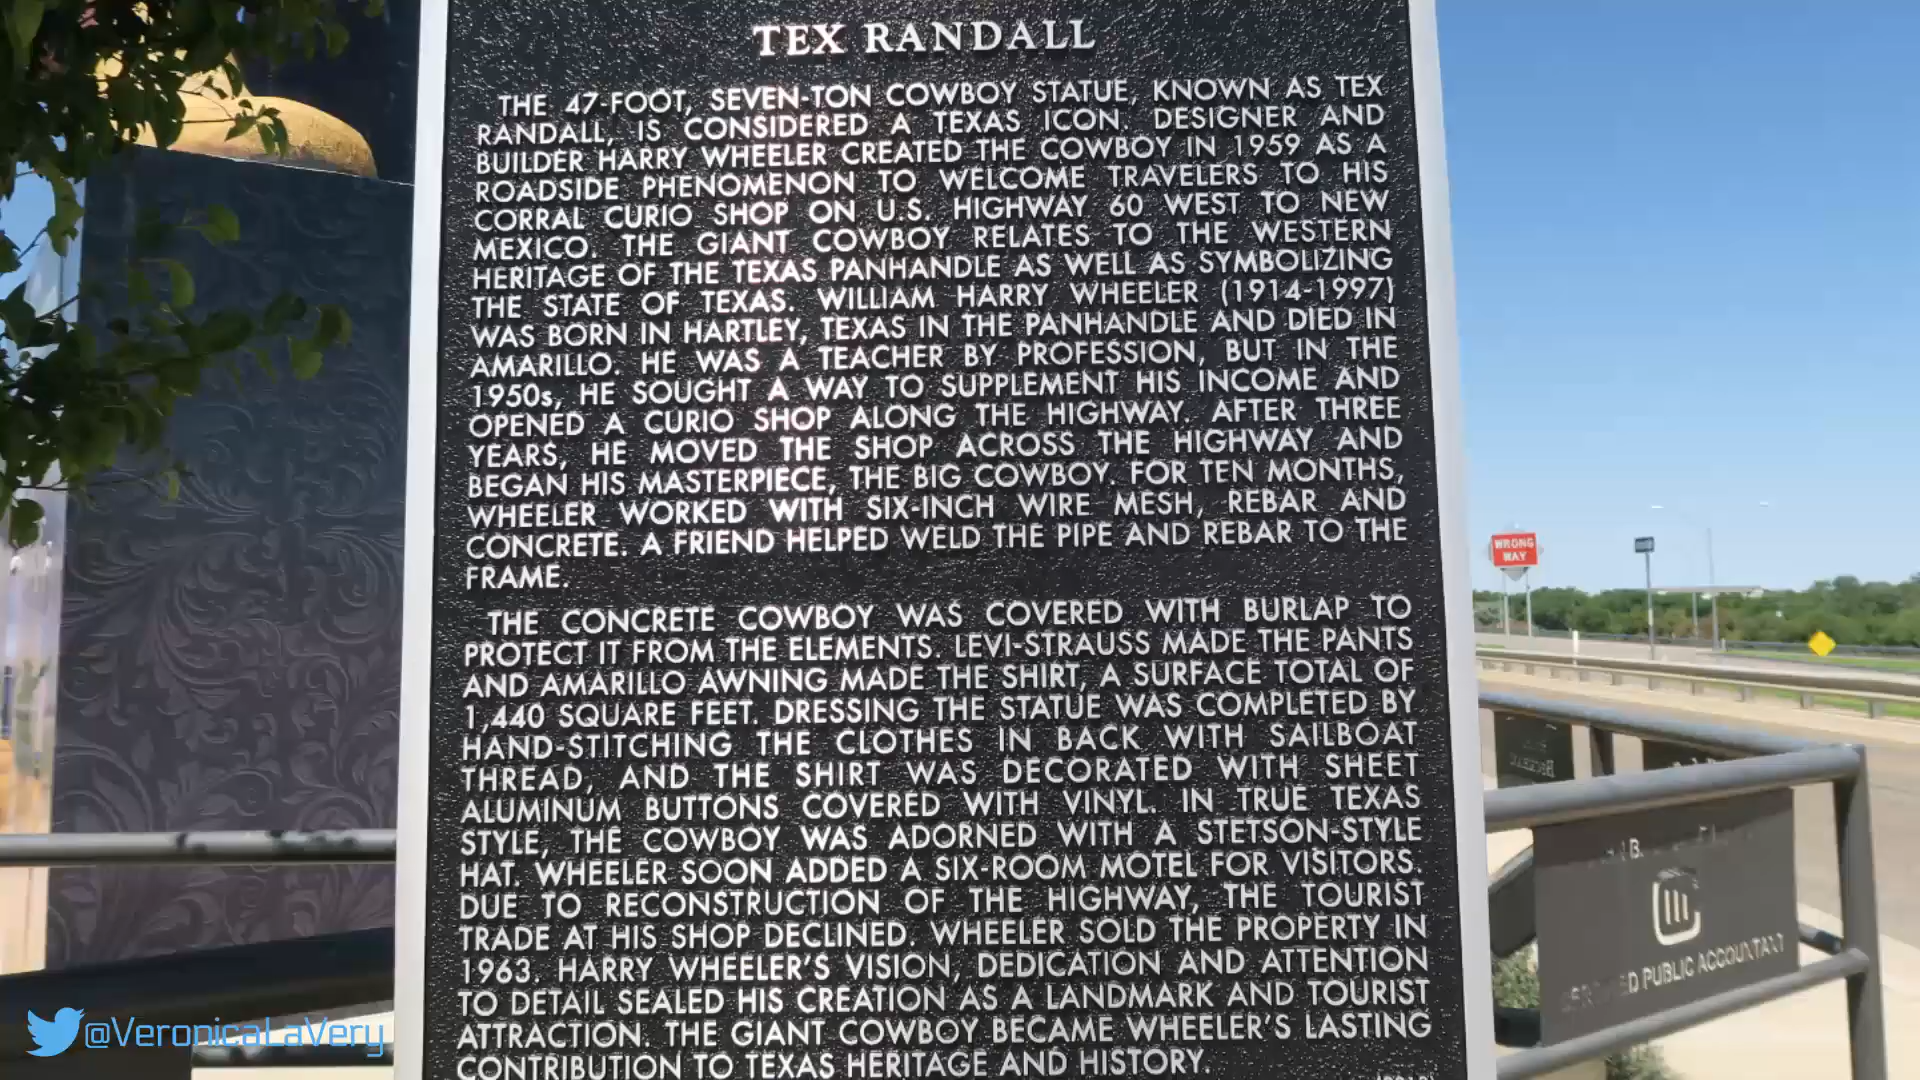 TEX RANDALL
THE 47-FOOT, SEVEN-TON COWBOY STATUE, KNOWN AS TEX
RANDALL, IS CONSIDERED A TEXAS ICON. DESIGNER AND
BUILDER HARRY WHEELER CREATED THE COWBOY IN 1959 AS A
ROADSIDE PHENOMENON TO WELCOME TRAVELERS TO HIS
CORRAL CURIO SHOP ON U.S. HIGHWAY 60 WEST TO NEW
MEXICO. THE GIANT COWBOY RELATES TO THE WESTERN
HERITAGE OF THE TEXAS PANHANDLE AS WELL AS SYMBOLIZING
THE STATE OF TEXAS. WILLIAM HARRY WHEELER (1914-1997)
WAS BORN IN HARTLEY, TEXAS IN THE PANHANDLE AND DIED IN
AMARILLO. HE WAS A TEACHER BY PROFESSION, BUT IN THE
1950s, HE SOUGHT A WAY TO SUPPLEMENT HIS INCOME AND
OPENED A CURIO SHOP ALONG THE HIGHWAY. AFTER THREE
YEARS, HE MOVED THE SHOP ACROSS THE HIGHWAY AND
BEGAN HIS MASTERPIECE, THE BIG COWBOY. FOR TEN MONTHS,
WHEELER WORKED WITH SIX-INCH WIRE MESH, REBAR AND
CONCRETE. A FRIEND HELPED WELD THE PIPE AND REBAR TO THE
FRAME.
THE CONCRETE COWBOY WAS COVERED WITH BURLAP TO
PROTECT IT FROM THE ELEMENTS. LEVI-STRAUSS MADE THE PANTS
AND AMARILLO AWNING MADE THE SHIRT, A SURFACE TOTAL OF
1,440 SQUARE FEET. DRESSING THE STATUE WAS COMPLETED BY
HAND-STITCHING THE CLOTHES IN BACK WITH SAILBOAT
THREAD, AND THE SHIRT WAS DECORATED WITH SHEET
ALUMINUM BUTTONS COVERED WITH VINYL. IN TRUE TEXAS
STYLE, THE COWBOY WAS ADORNED WITH A STETSON-STYLE
HAT. WHEELER SOON ADDED A SIX-ROOM MOTEL FOR VISITORS.
DUE TO RECONSTRUCTION OF THE HIGHWAY, THE TOURIST
TRADE AT HIS SHOP DECLINED. WHEELER SOLD THE PROPERTY IN
1963. HARRY WHEELER'S VISION, DEDICATION AND ATTENTION
TO DETAIL SEALED HIS CREATION AS A LANDMARK AND TOURIST
ATTRACTION. THE GIANT COWBOY BECAME WHEELER'S LASTING
CONTRIBUTION TO TEXAS HERITAGE AND HISTORY.
WRONG
WAY
B.
PUBLIC ACCOUNTANT
@VeronicaLaVery